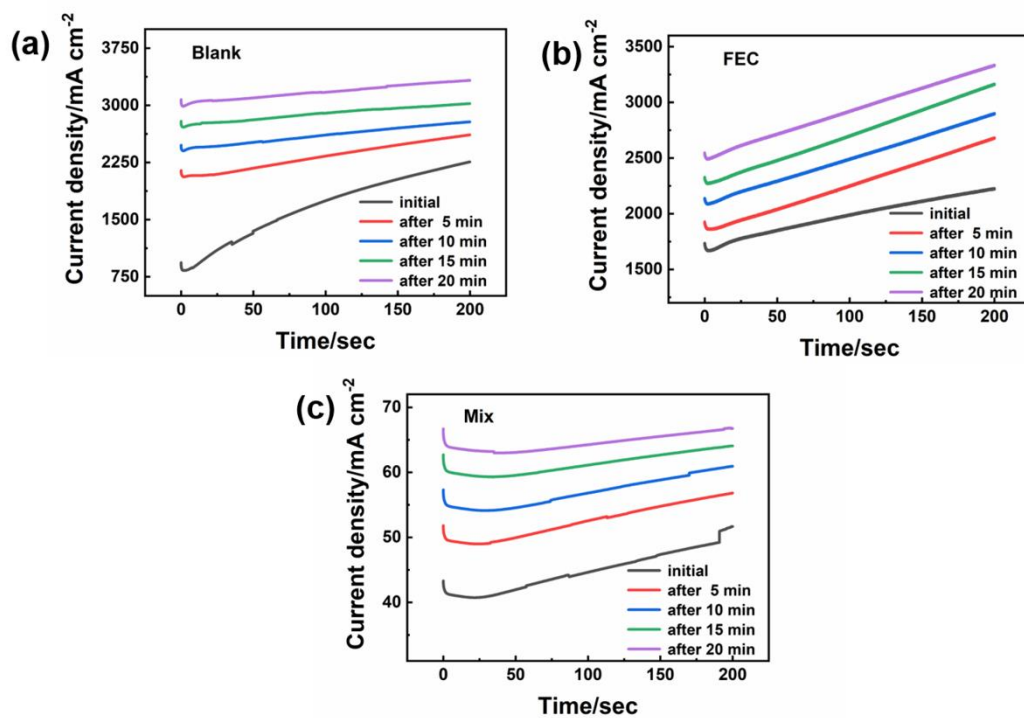 (a)
Blank
Current density/mA cm⁻²
3750
3000
2250
1500
750
initial
after 5 min
after 10 min
after 15 min
after 20 min
0 50 100 150 200
Time/sec
(b)
FEC
Current density/mA cm⁻²
3500
3000
2500
2000
1500
initial
after 5 min
after 10 min
after 15 min
after 20 min
0 50 100 150 200
Time/sec
(c)
Mix
Current density/mA cm⁻²
70
60
50
40
initial
after 5 min
after 10 min
after 15 min
after 20 min
0 50 100 150 200
Time/sec